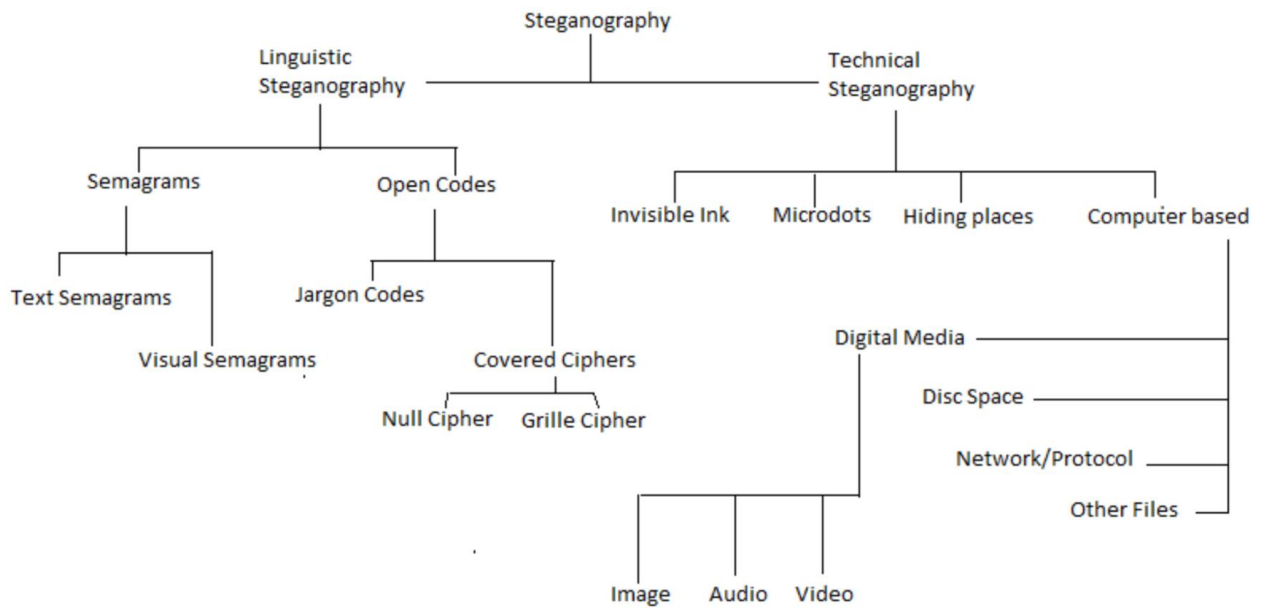 Steganography
Linguistic
Steganography
Technical
Steganography
Semagrams
Open Codes
Invisible Ink
Microdots
Hiding places
Computer based
Text Semagrams
Jargon Codes
Visual Semagrams
Covered Ciphers
Digital Media
Null Cipher
Grille Cipher
Disc Space
Network/Protocol
Other Files
Image
Audio
Video